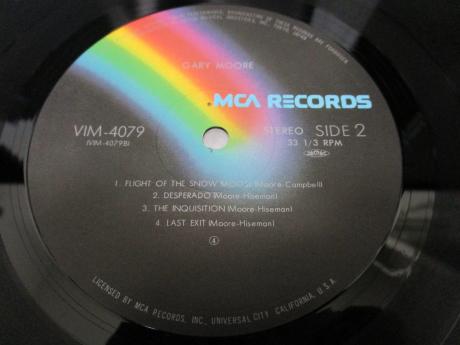 GARY MOORE
MCA RECORDS
VIM-4079
(VIM-4079B)
STEREO SIDE 2
33 1/3 RPM
1. FLIGHT OF THE SNOW MOOSE (Moore-Campbell)
2. DESPERADO (Moore-Hiseman)
3. THE INQUISITION (Moore-Hiseman)
4. LAST EXIT (Moore-Hiseman)
4
LICENSED BY MCA RECORDS, INC., UNIVERSAL CITY, CALIFORNIA, U.S.A.